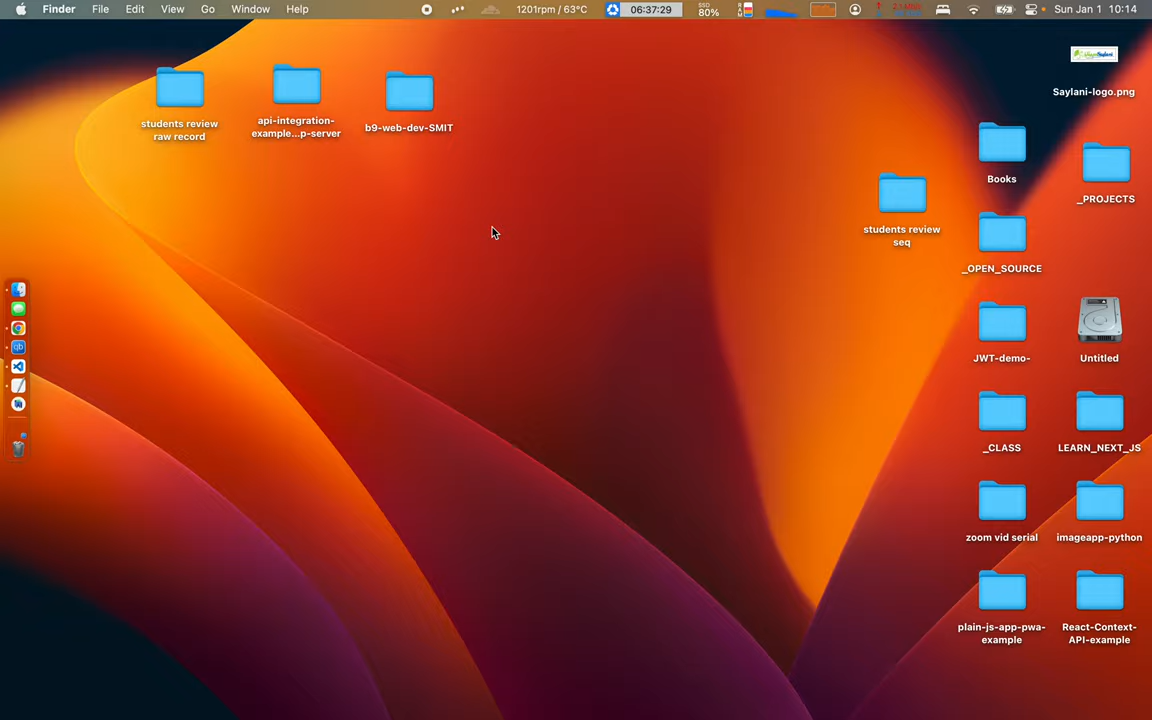 Finder File Edit View Go Window Help 1201rpm / 63°C 06:37:29 SSD 80% Sun Jan 1 10:14
Saylani-logo.png
students review
raw record
api-integration-
example...p-server
b9-web-dev-SMIT
Books
_PROJECTS
students review
seq
_OPEN_SOURCE
JWT-demo-
Untitled
_CLASS
LEARN_NEXT_JS
zoom vid serial
imageapp-python
plain-js-app-pwa-
example
React-Context-
API-example